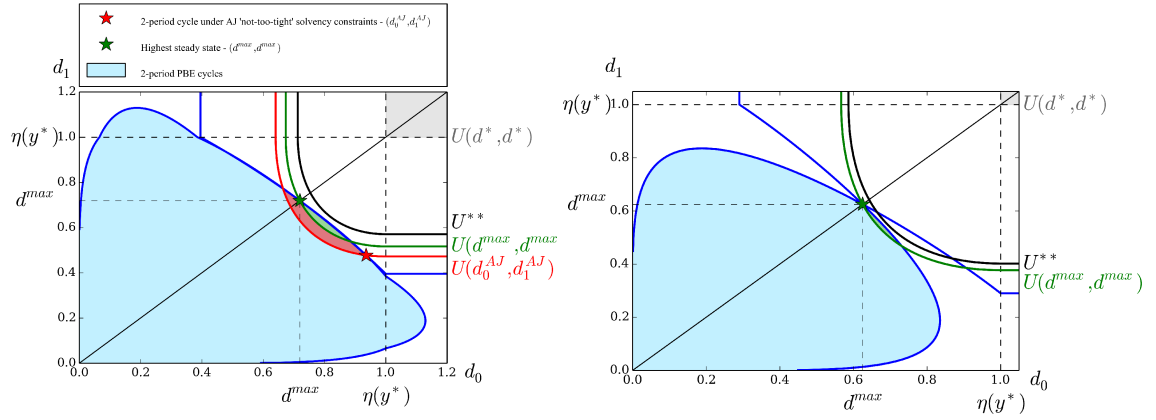 2-period cycle under AJ 'not-too-tight' solvency constraints - (d_0^{AJ},d_1^{AJ})
Highest steady state - (d^{max},d^{max})
2-period PBE cycles
d_1
1.2
η(y*) 1.0
0.8
d^{max}
0.6
0.4
0.2
0.0
0.0 0.2 0.4 0.6 0.8 1.0 1.2
d_0
d^{max}
η(y*)
U(d*,d*)
U**
U(d^{max},d^{max}
U(d_0^{AJ},d_1^{AJ})
d_1
η(y*) 1.0
0.8
d^{max}
0.6
0.4
0.2
0.0
0.0 0.2 0.4 0.6 0.8 1.0
d_0
d^{max}
η(y*)
U(d*,d*)
U**
U(d^{max},d^{max})